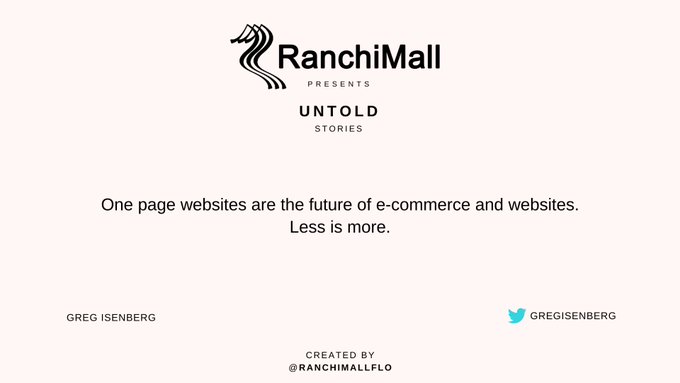 RanchiMall
PRESENTS
UNTOLD
STORIES
One page websites are the future of e-commerce and websites.
Less is more.
GREG ISENBERG
GREGISENBERG
CREATED BY
@RANCHIMALLFLO